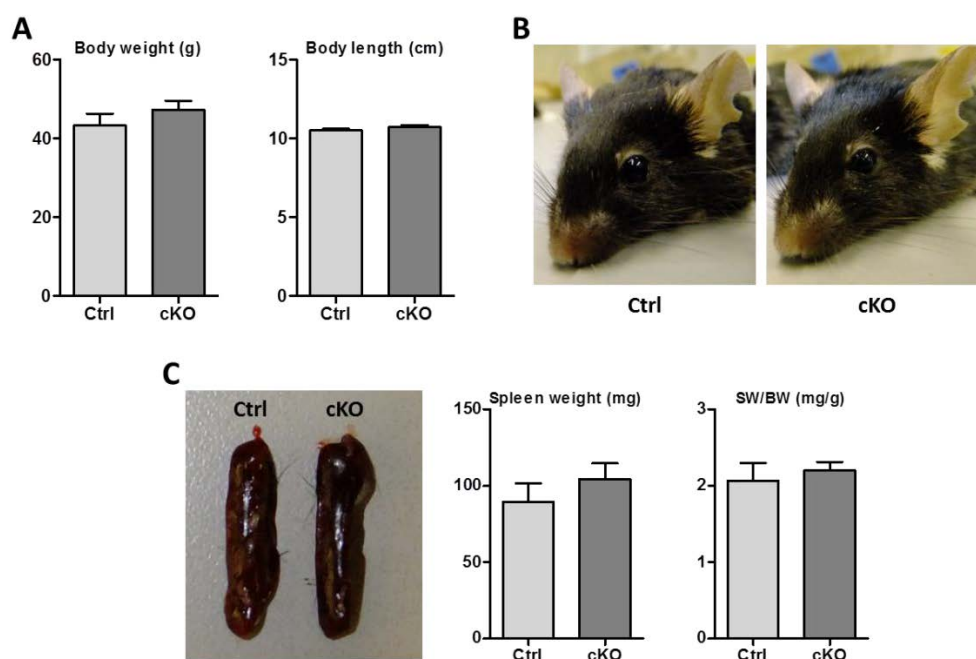 A
Body weight (g)
60
40
20
0
Ctrl
cKO
Body length (cm)
15
10
5
0
Ctrl
cKO
B
Ctrl
cKO
C
Ctrl
cKO
Spleen weight (mg)
150
100
50
0
Ctrl
cKO
SW/BW (mg/g)
3
2
1
0
Ctrl
cKO